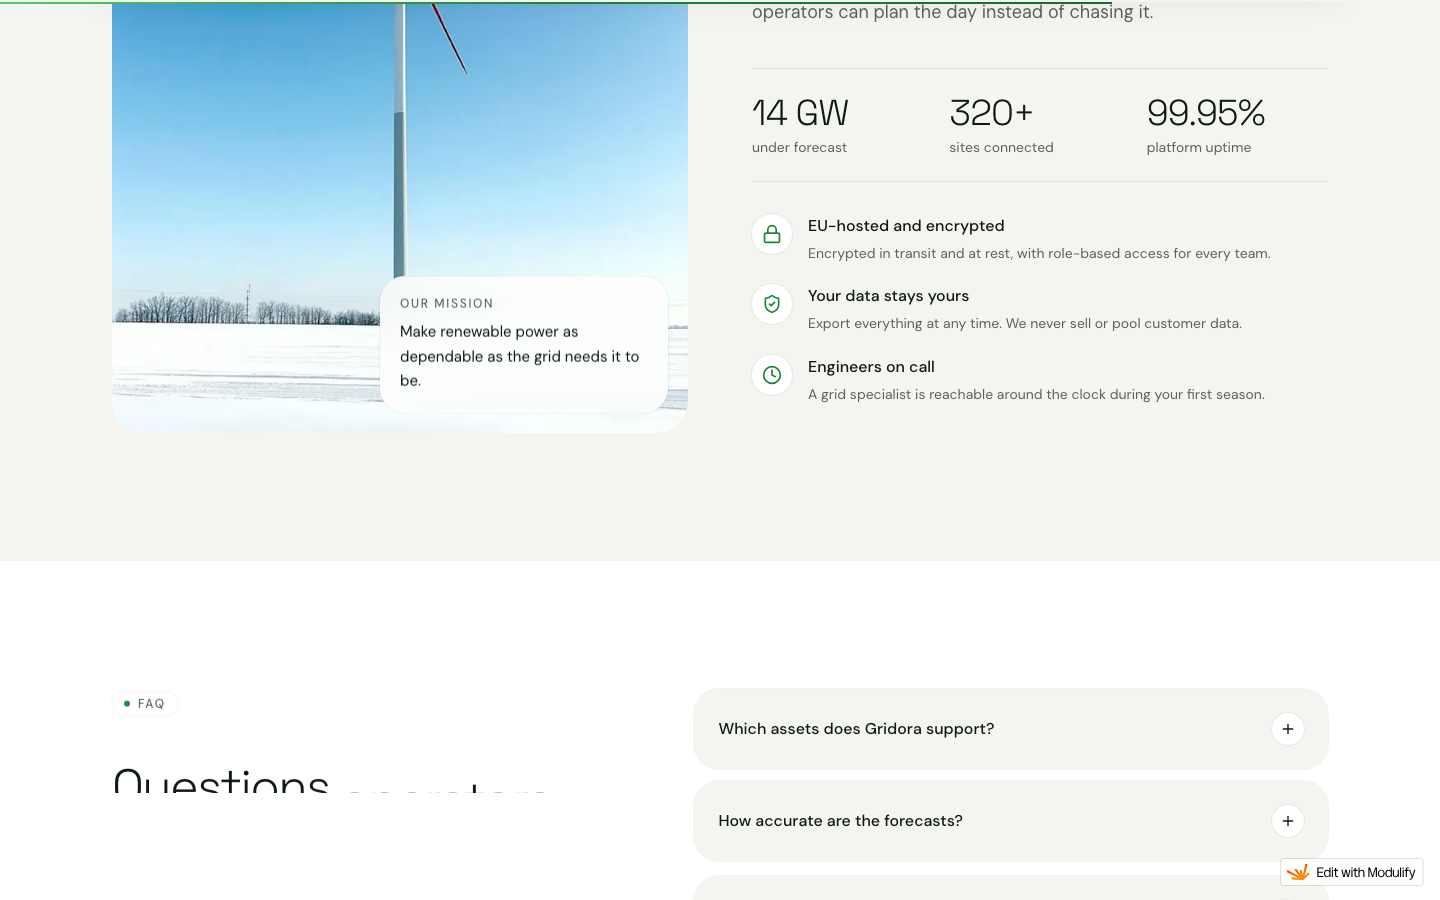 operators can plan the day instead of chasing it.
14 GW
under forecast
320+
sites connected
99.95%
platform uptime
OUR MISSION
Make renewable power as
dependable as the grid needs it to
be.
EU-hosted and encrypted
Encrypted in transit and at rest, with role-based access for every team.
Your data stays yours
Export everything at any time. We never sell or pool customer data.
Engineers on call
A grid specialist is reachable around the clock during your first season.
FAQ
Questions operators
Which assets does Gridora support?
How accurate are the forecasts?
Edit with Modulify